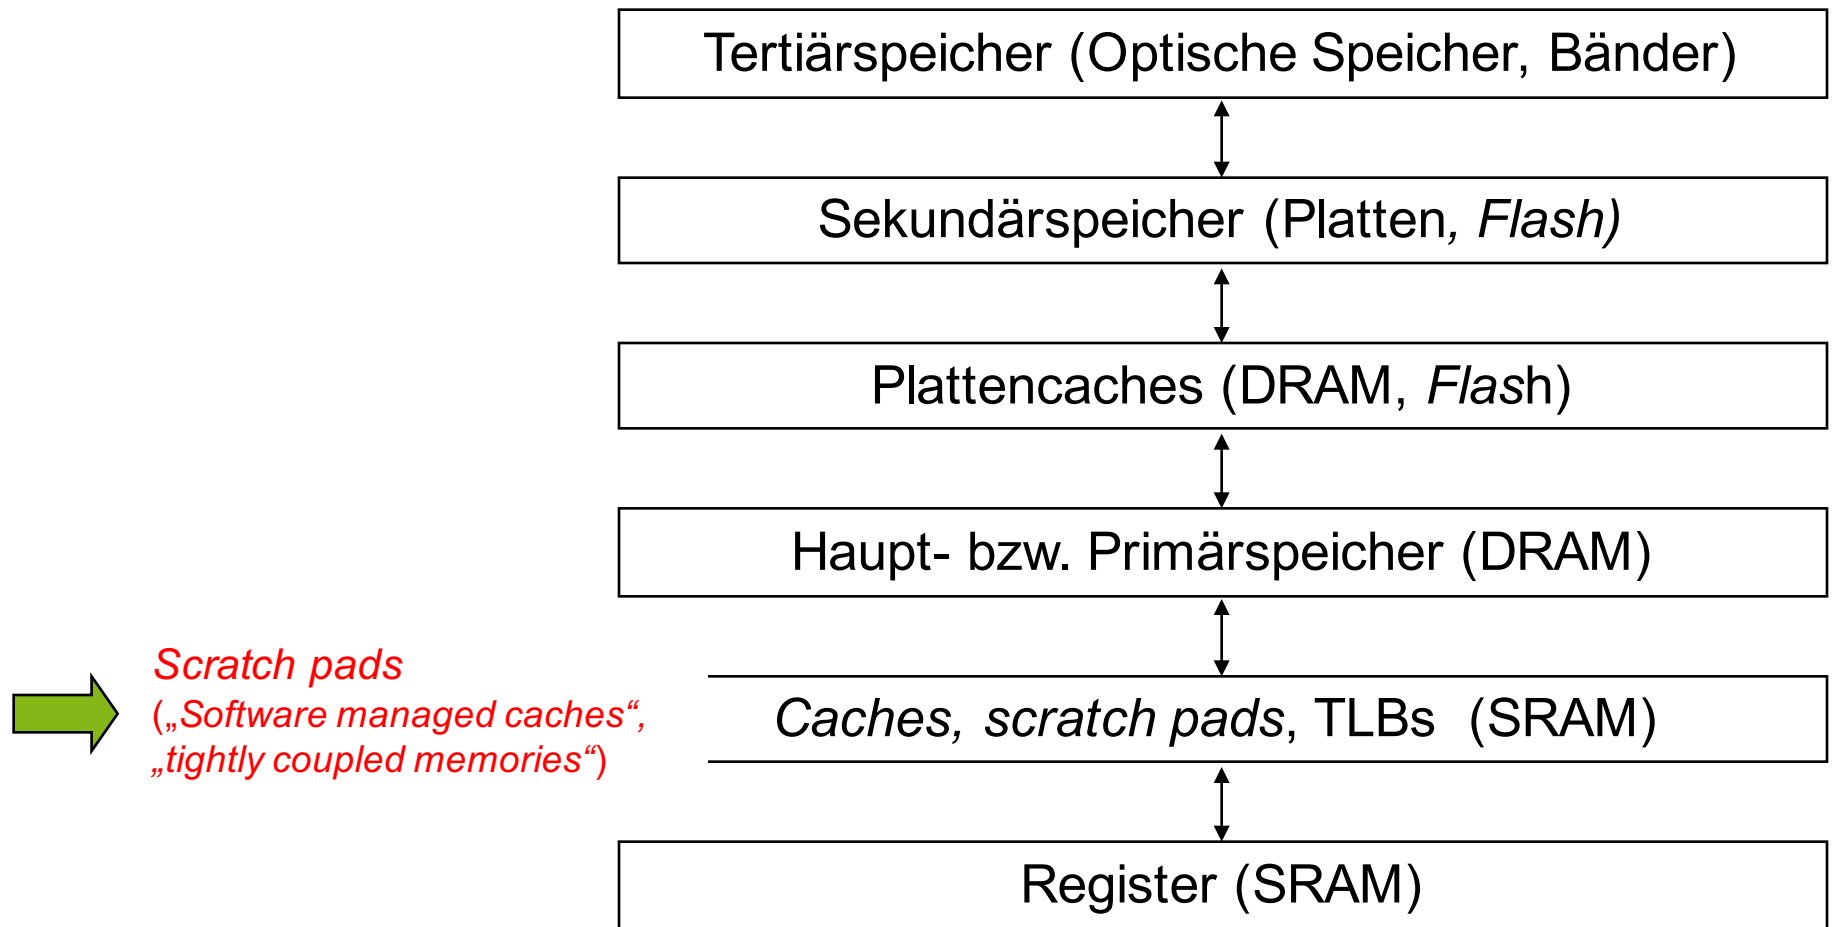 Tertiärspeicher (Optische Speicher, Bänder)
Sekundärspeicher (Platten, Flash)
Plattencaches (DRAM, Flash)
Haupt- bzw. Primärspeicher (DRAM)
Scratch pads
(„Software managed caches“,
„tightly coupled memories“)
Caches, scratch pads, TLBs (SRAM)
Register (SRAM)